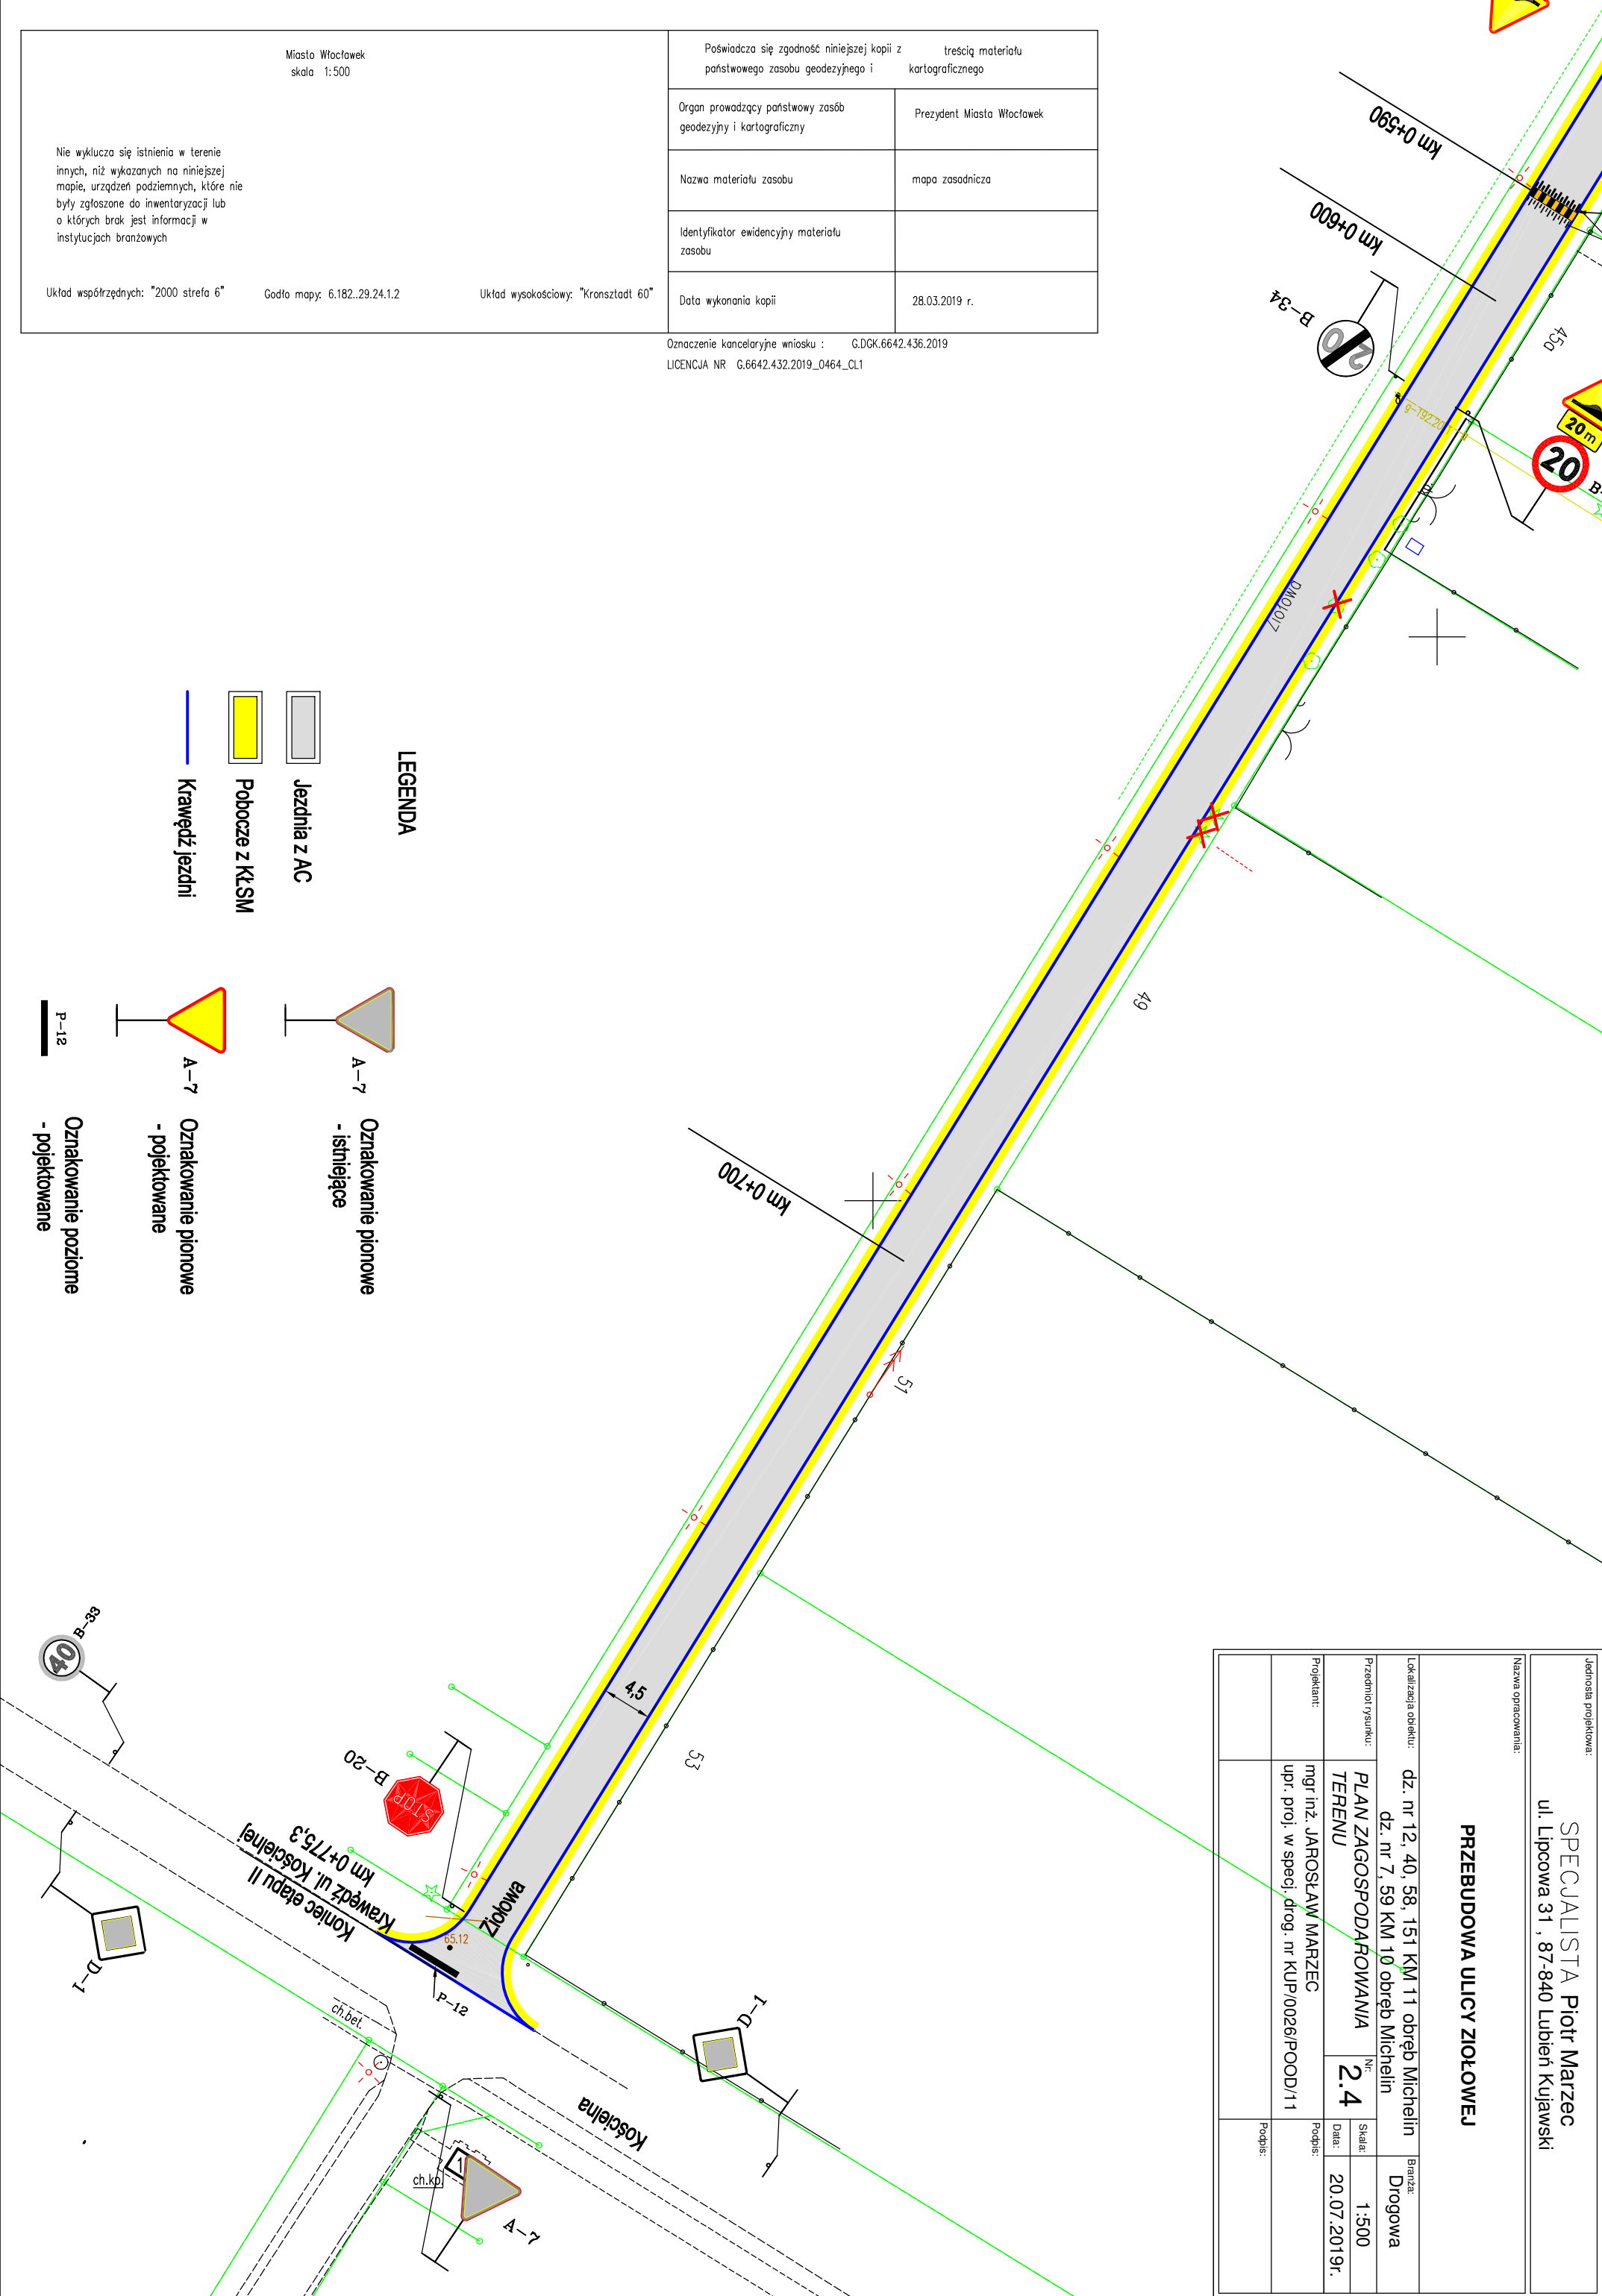 Miasto Włocławek
skala 1:500
Nie wyklucza się istnienia w terenie
innych, niż wykazanych na niniejszej
mapie, urządzeń podziemnych, które nie
były zgłoszone do inwentaryzacji lub
o których brak jest informacji w
instytucjach branżowych
Układ współrzędnych: "2000 strefa 6"
Godło mapy: 6.182..29.24.1.2
Układ wysokościowy: "Kronsztadt 60"
Poświadcza się zgodność niniejszej kopii z treścią materiału
państwowego zasobu geodezyjnego i kartograficznego
Organ prowadzący państwowy zasób
geodezyjny i kartograficzny
Prezydent Miasta Włocławek
Nazwa materiału zasobu
mapa zasadnicza
Identyfikator ewidencyjny materiału
zasobu
Data wykonania kopii
28.03.2019 r.
Oznaczenie kancelaryjne wniosku : G.DGK.6642.436.2019
LICENCJA NR G.6642.432.2019_0464_CL1
km 0+590
km 0+600
B-34
20
45a
20 m
20
B-
g-192.20
Ziołowa
49
km 0+700
51
53
4,5
LEGENDA
Jezdnia z AC
Pobocze z KŁSM
Krawędź jezdni
A-7
Oznakowanie pionowe
- istniejące
A-7
Oznakowanie pionowe
- pojektowane
P-12
Oznakowanie poziome
- pojektowane
B-33
40
B-20
STOP
Koniec etapu II
Krawędź ul. Kościelnej
km 0+775,3
Ziołowa
65.12
P-12
D-1
ch.bet.
D-1
Kościelna
1
ch.kp.
A-7
Jednosta projektowa:
SPECJALISTA Piotr Marzec
ul. Lipcowa 31 , 87-840 Lubień Kujawski
Nazwa opracowania:
PRZEBUDOWA ULICY ZIOŁOWEJ
Lokalizacja obiektu:
dz. nr 12, 40, 58, 151 KM 11 obręb Michelin
dz. nr 7, 59 KM 10 obręb Michelin
Branża:
Drogowa
Przedmiot rysunku:
PLAN ZAGOSPODAROWANIA
TERENU
Nr:
2.4
Skala:
1:500
Data:
20.07.2019r.
Projektant:
mgr inż. JAROSŁAW MARZEC
upr. proj. w specj. drog. nr KUP/0026/POOD/11
Podpis:
Podpis: